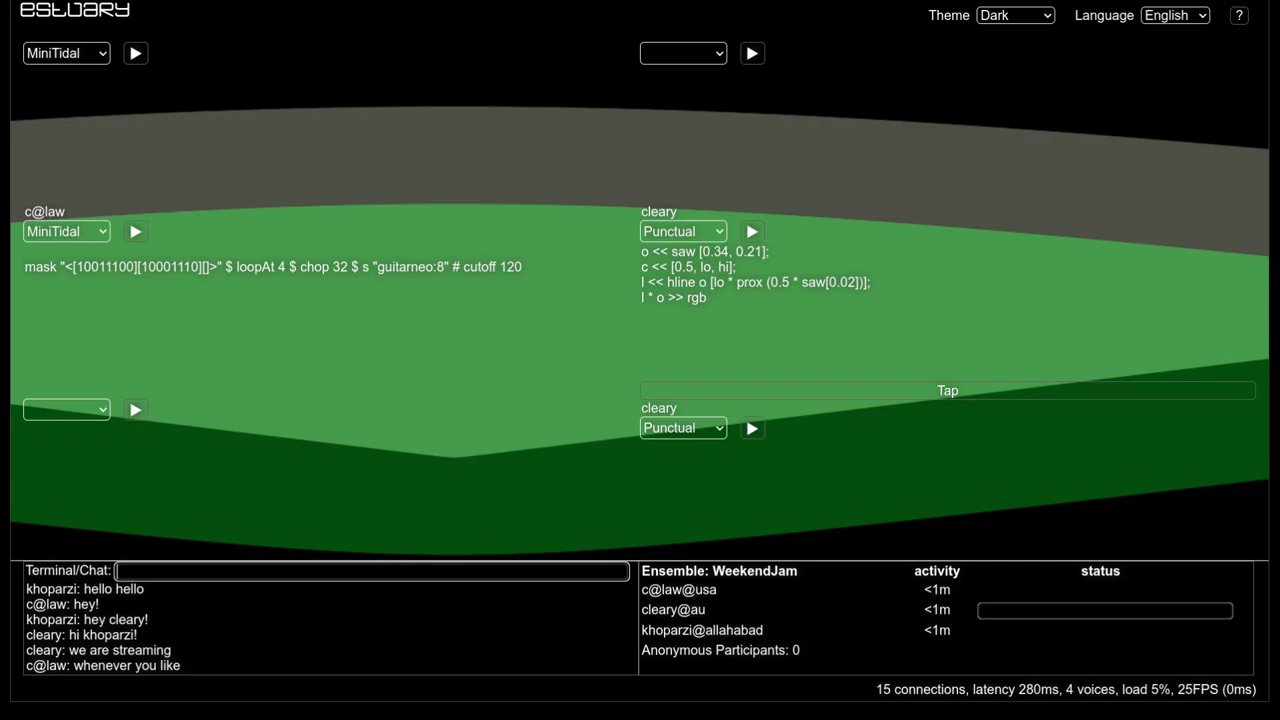 estuary
Theme Dark Language English ?
MiniTidal
c@law
MiniTidal
mask "<[10011100][10001110][]>" $ loopAt 4 $ chop 32 $ s "guitarneo:8" # cutoff 120
cleary
Punctual
o << saw [0.34, 0.21];
c << [0.5, lo, hi];
l << hline o [lo * prox (0.5 * saw[0.02])];
l * o >> rgb
Tap
cleary
Punctual
Terminal/Chat:
khoparzi: hello hello
c@law: hey!
khoparzi: hey cleary!
cleary: hi khoparzi!
cleary: we are streaming
c@law: whenever you like
Ensemble: WeekendJam activity status
c@law@usa <1m
cleary@au <1m
khoparzi@allahabad <1m
Anonymous Participants: 0
15 connections, latency 280ms, 4 voices, load 5%, 25FPS (0ms)